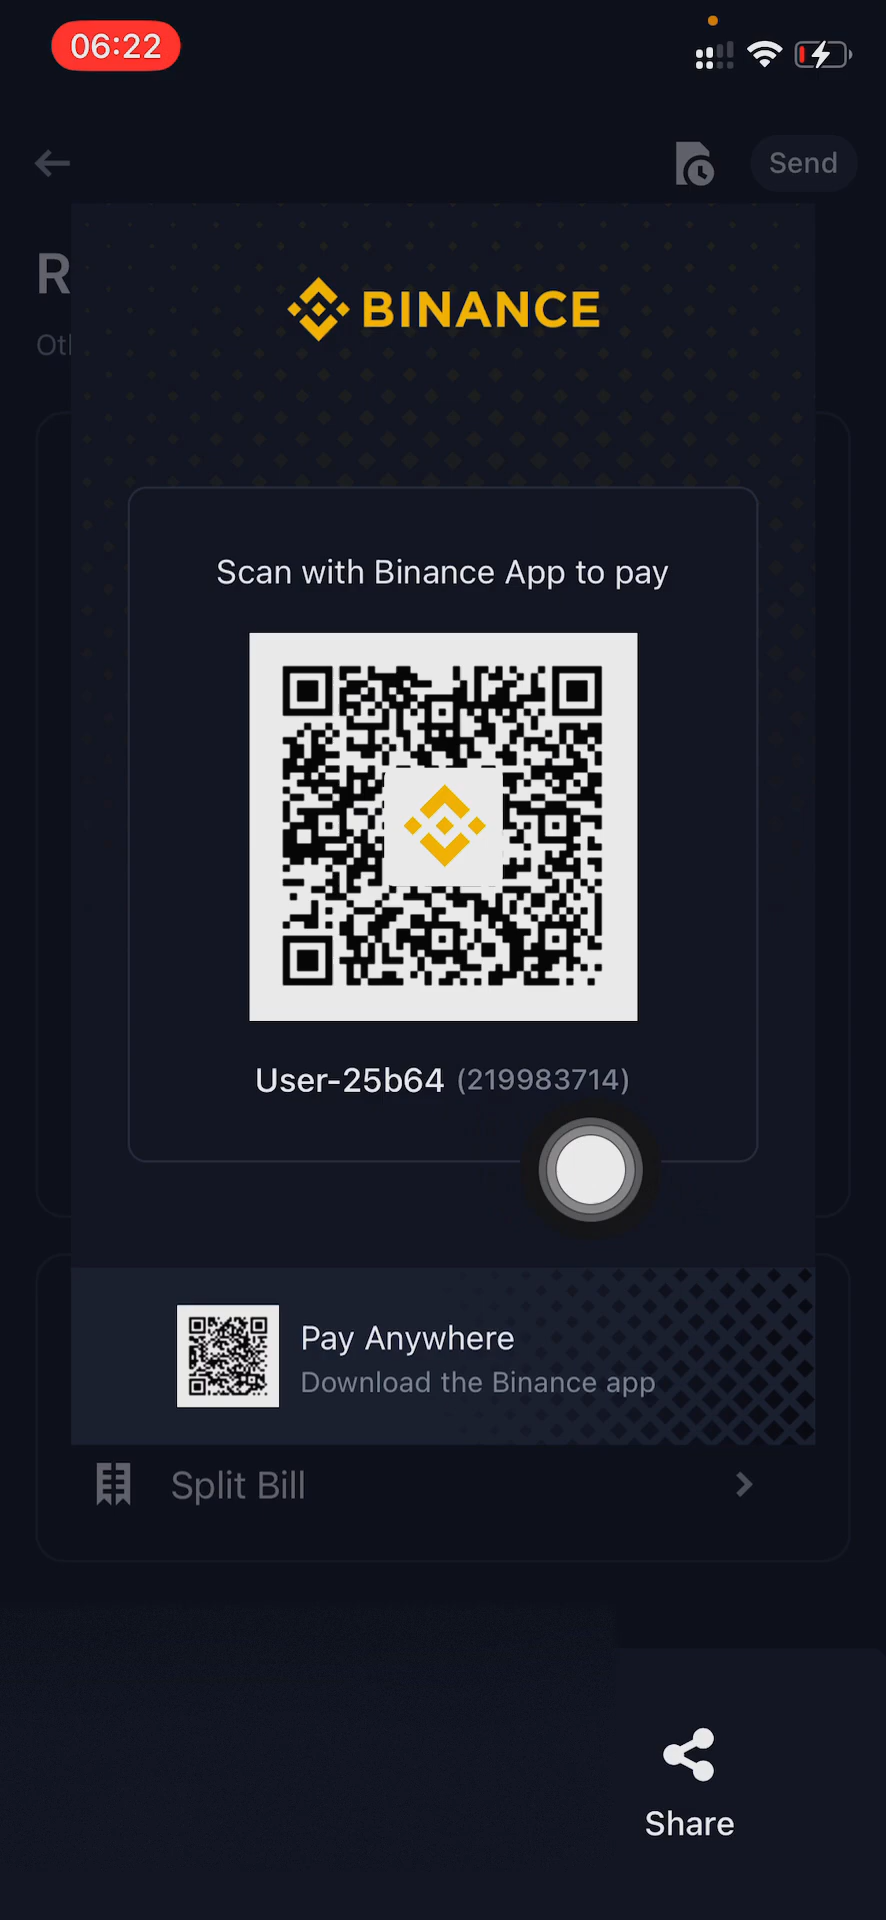 06:22
Send
R
Ot
BINANCE
Scan with Binance App to pay
User-25b64 (219983714)
Pay Anywhere
Download the Binance app
Split Bill
Share